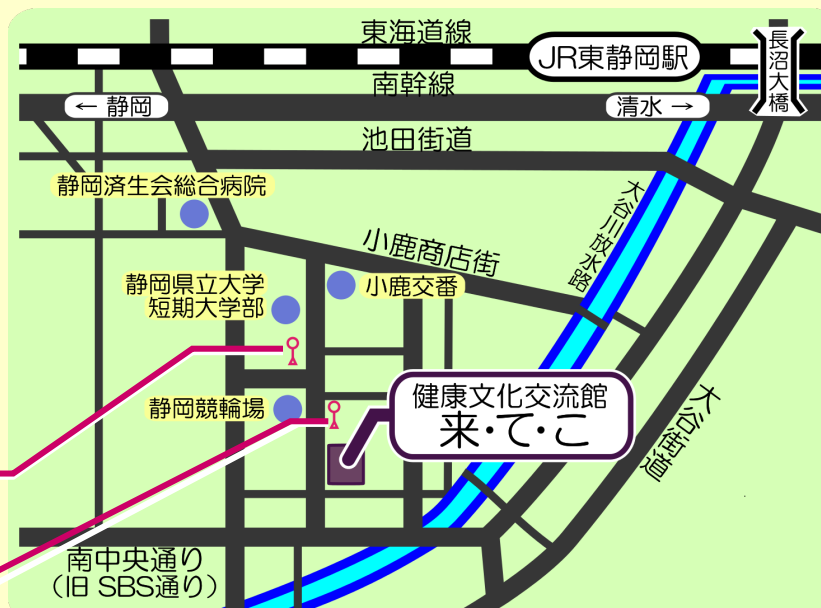 東海道線
JR東静岡駅
長沼大橋
南幹線
← 静岡
清水 →
池田街道
静岡済生会総合病院
大谷川放水路
小鹿商店街
静岡県立大学
短期大学部
小鹿交番
静岡競輪場
健康文化交流館
来・て・こ
大谷街道
南中央通り
（旧 SBS通り）